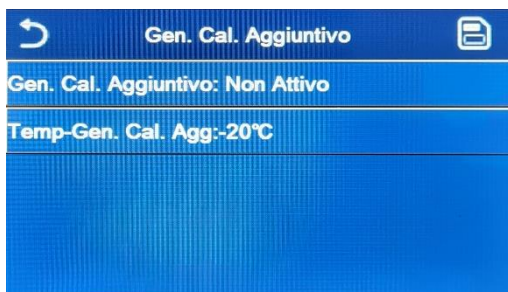 Gen. Cal. Aggiuntivo
Gen. Cal. Aggiuntivo: Non Attivo
Temp-Gen. Cal. Agg:-20℃